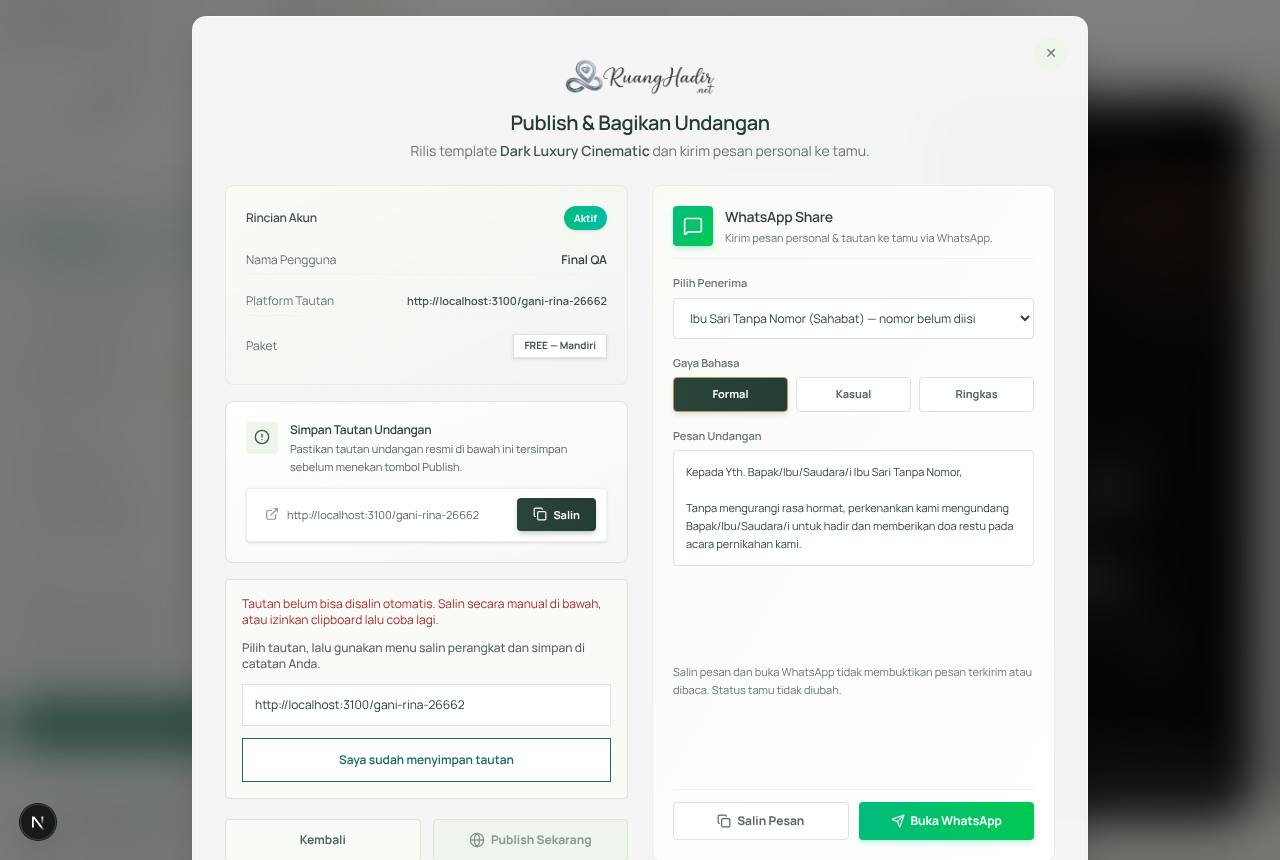 RuangHadir
.net
Publish & Bagikan Undangan
Rilis template Dark Luxury Cinematic dan kirim pesan personal ke tamu.
Rincian Akun
Aktif
Nama Pengguna
Final QA
Platform Tautan
http://localhost:3100/gani-rina-26662
Paket
FREE — Mandiri
Simpan Tautan Undangan
Pastikan tautan undangan resmi di bawah ini tersimpan
sebelum menekan tombol Publish.
http://localhost:3100/gani-rina-26662
Salin
Tautan belum bisa disalin otomatis. Salin secara manual di bawah,
atau izinkan clipboard lalu coba lagi.
Pilih tautan, lalu gunakan menu salin perangkat dan simpan di
catatan Anda.
http://localhost:3100/gani-rina-26662
Saya sudah menyimpan tautan
Kembali
Publish Sekarang
WhatsApp Share
Kirim pesan personal & tautan ke tamu via WhatsApp.
Pilih Penerima
Ibu Sari Tanpa Nomor (Sahabat) — nomor belum diisi
Gaya Bahasa
Formal
Kasual
Ringkas
Pesan Undangan
Kepada Yth. Bapak/Ibu/Saudara/i Ibu Sari Tanpa Nomor,
Tanpa mengurangi rasa hormat, perkenankan kami mengundang
Bapak/Ibu/Saudara/i untuk hadir dan memberikan doa restu pada
acara pernikahan kami.
Salin pesan dan buka WhatsApp tidak membuktikan pesan terkirim atau
dibaca. Status tamu tidak diubah.
Salin Pesan
Buka WhatsApp
N